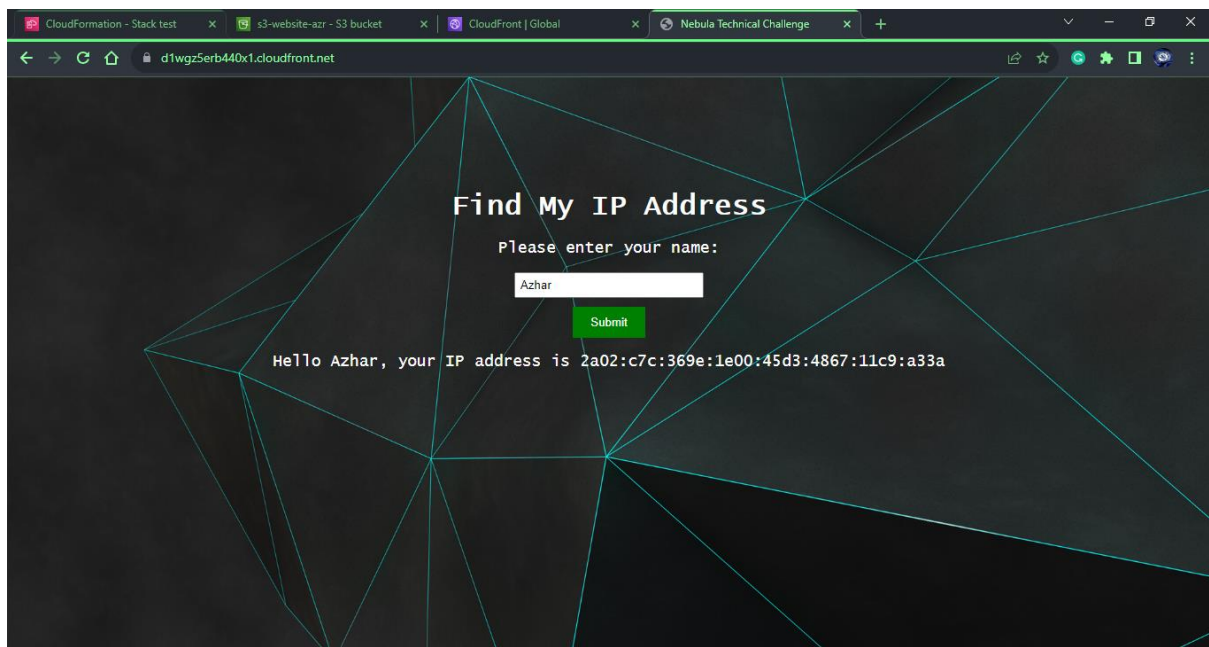 CloudFormation - Stack test
s3-website-azr - S3 bucket
CloudFront | Global
Nebula Technical Challenge
d1wgz5erb440x1.cloudfront.net
Find My IP Address
Please enter your name:
Azhar
Submit
Hello Azhar, your IP address is 2a02:c7c:369e:1e00:45d3:4867:11c9:a33a